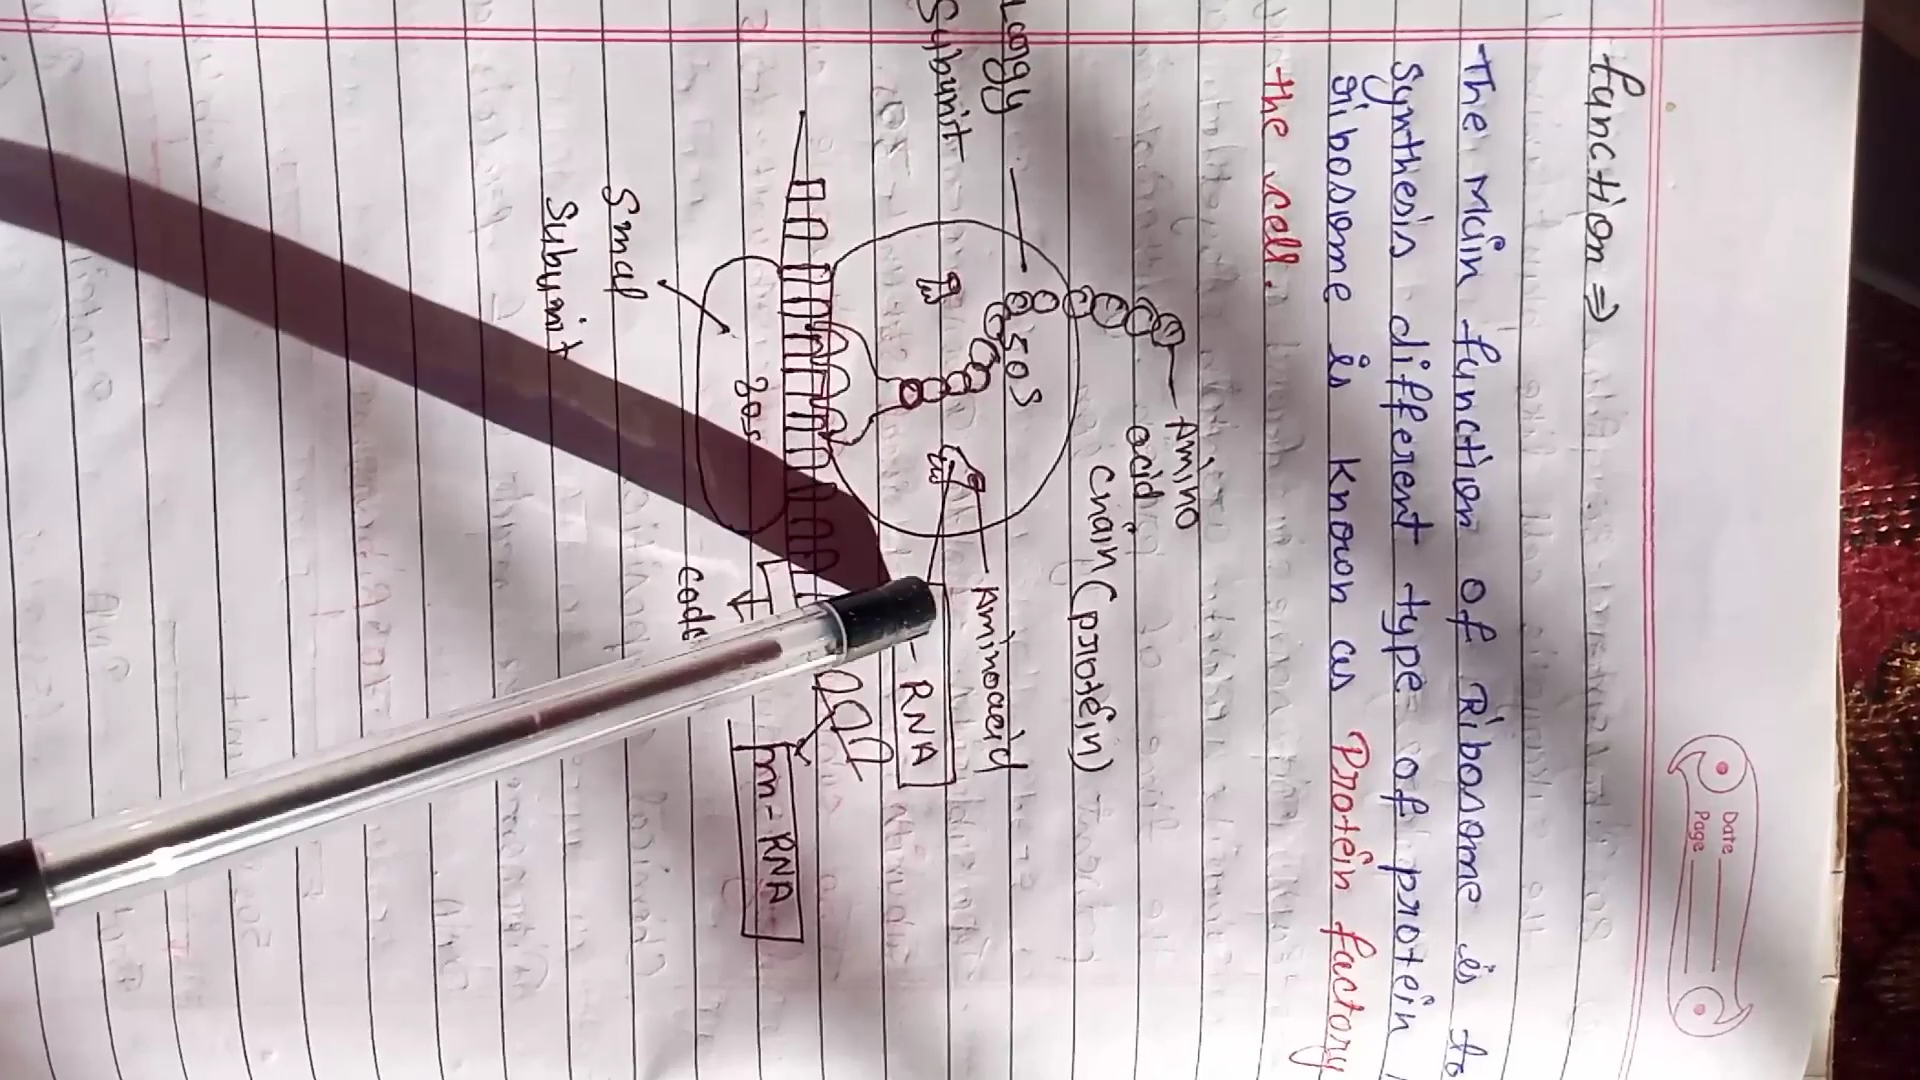 Date
Page
function ⇒
The main function of Ribosome is to
Synthesis different type of protein
Ribosome is known as Protein factory
the cell.
Amino
acid
chain (protein)
Subunit
50S
Aminoacid
-RNA
m-RNA
30s
code
Small
Subunit